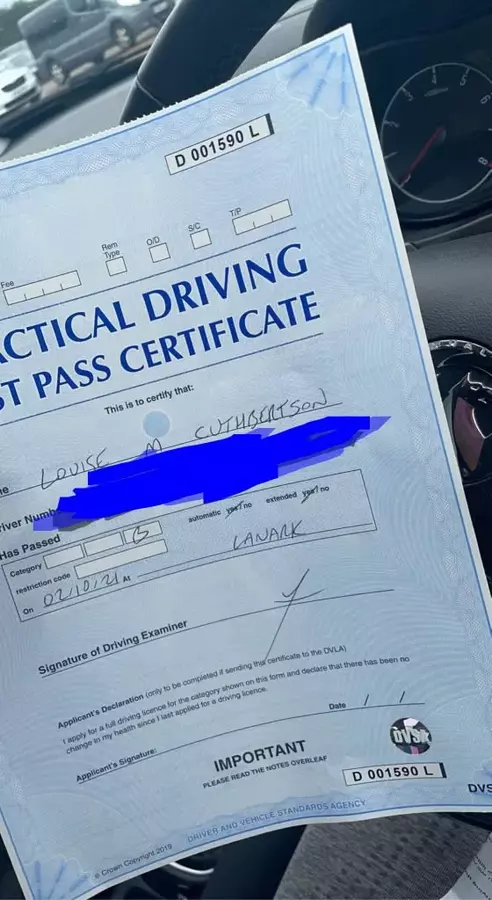 D 001590 L
Fee
Rem Type
O/D
S/C
T/P
ACTICAL DRIVING
ST PASS CERTIFICATE
This is to certify that:
LOUISE M CUTHBERTSON
Has Passed
Category B automatic yes/no extended yes/no
restriction code
On 02/10/21 At LANARK
Signature of Driving Examiner
Applicant's Declaration (only to be completed if sending this certificate to the DVLA)
I apply for a full driving licence for the category shown on this form and declare that there has been no
change in my health since I last applied for a driving licence.
Applicant's Signature: Date / /
IMPORTANT
PLEASE READ THE NOTES OVERLEAF
DVSA
D 001590 L
DVS
© Crown Copyright 2019 DRIVER AND VEHICLE STANDARDS AGENCY